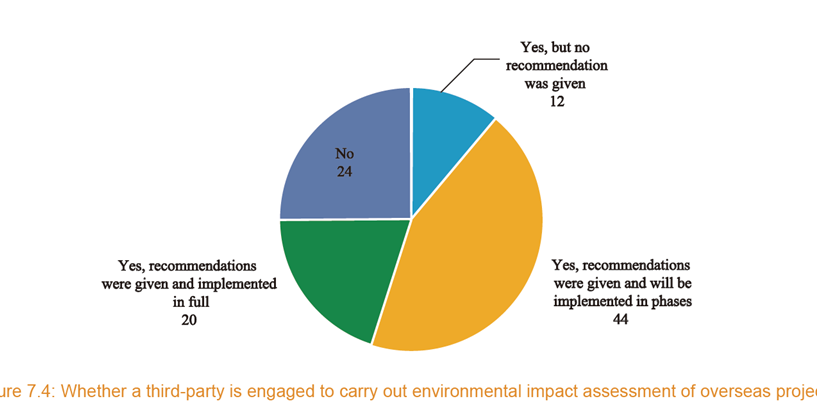 Yes, but no
recommendation
was given
12
No
24
Yes, recommendations
were given and implemented
in full
20
Yes, recommendations
were given and will be
implemented in phases
44
7.4: Whether a third-party is engaged to carry out environmental impact assessment of overseas